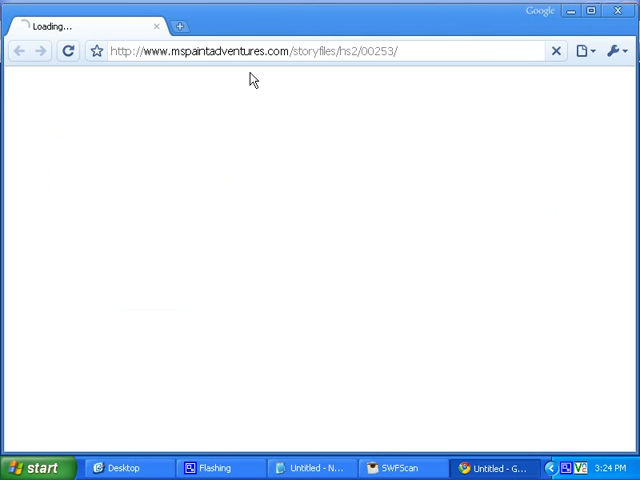 Google
Loading...
http://www.mspaintadventures.com/storyfiles/hs2/00253/
start
Desktop
Flashing
Untitled - N...
SWFScan
Untitled - G...
3:24 PM